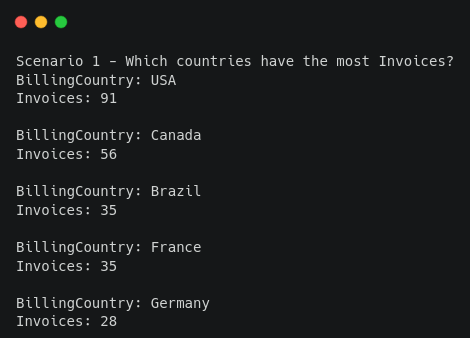 Scenario 1 - Which countries have the most Invoices?
BillingCountry: USA
Invoices: 91
BillingCountry: Canada
Invoices: 56
BillingCountry: Brazil
Invoices: 35
BillingCountry: France
Invoices: 35
BillingCountry: Germany
Invoices: 28